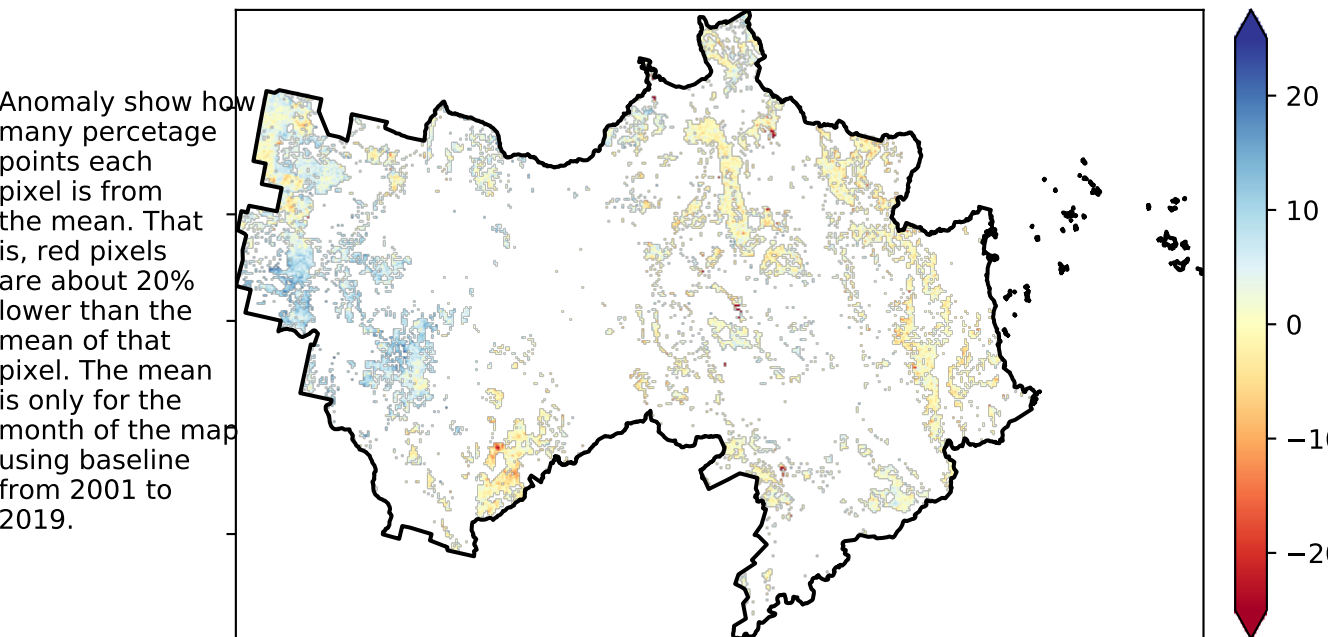 Anomaly show how
many percetage
points each
pixel is from
the mean. That
is, red pixels
are about 20%
lower than the
mean of that
pixel. The mean
is only for the
month of the map
using baseline
from 2001 to
2019.
20
10
0
−10
−20